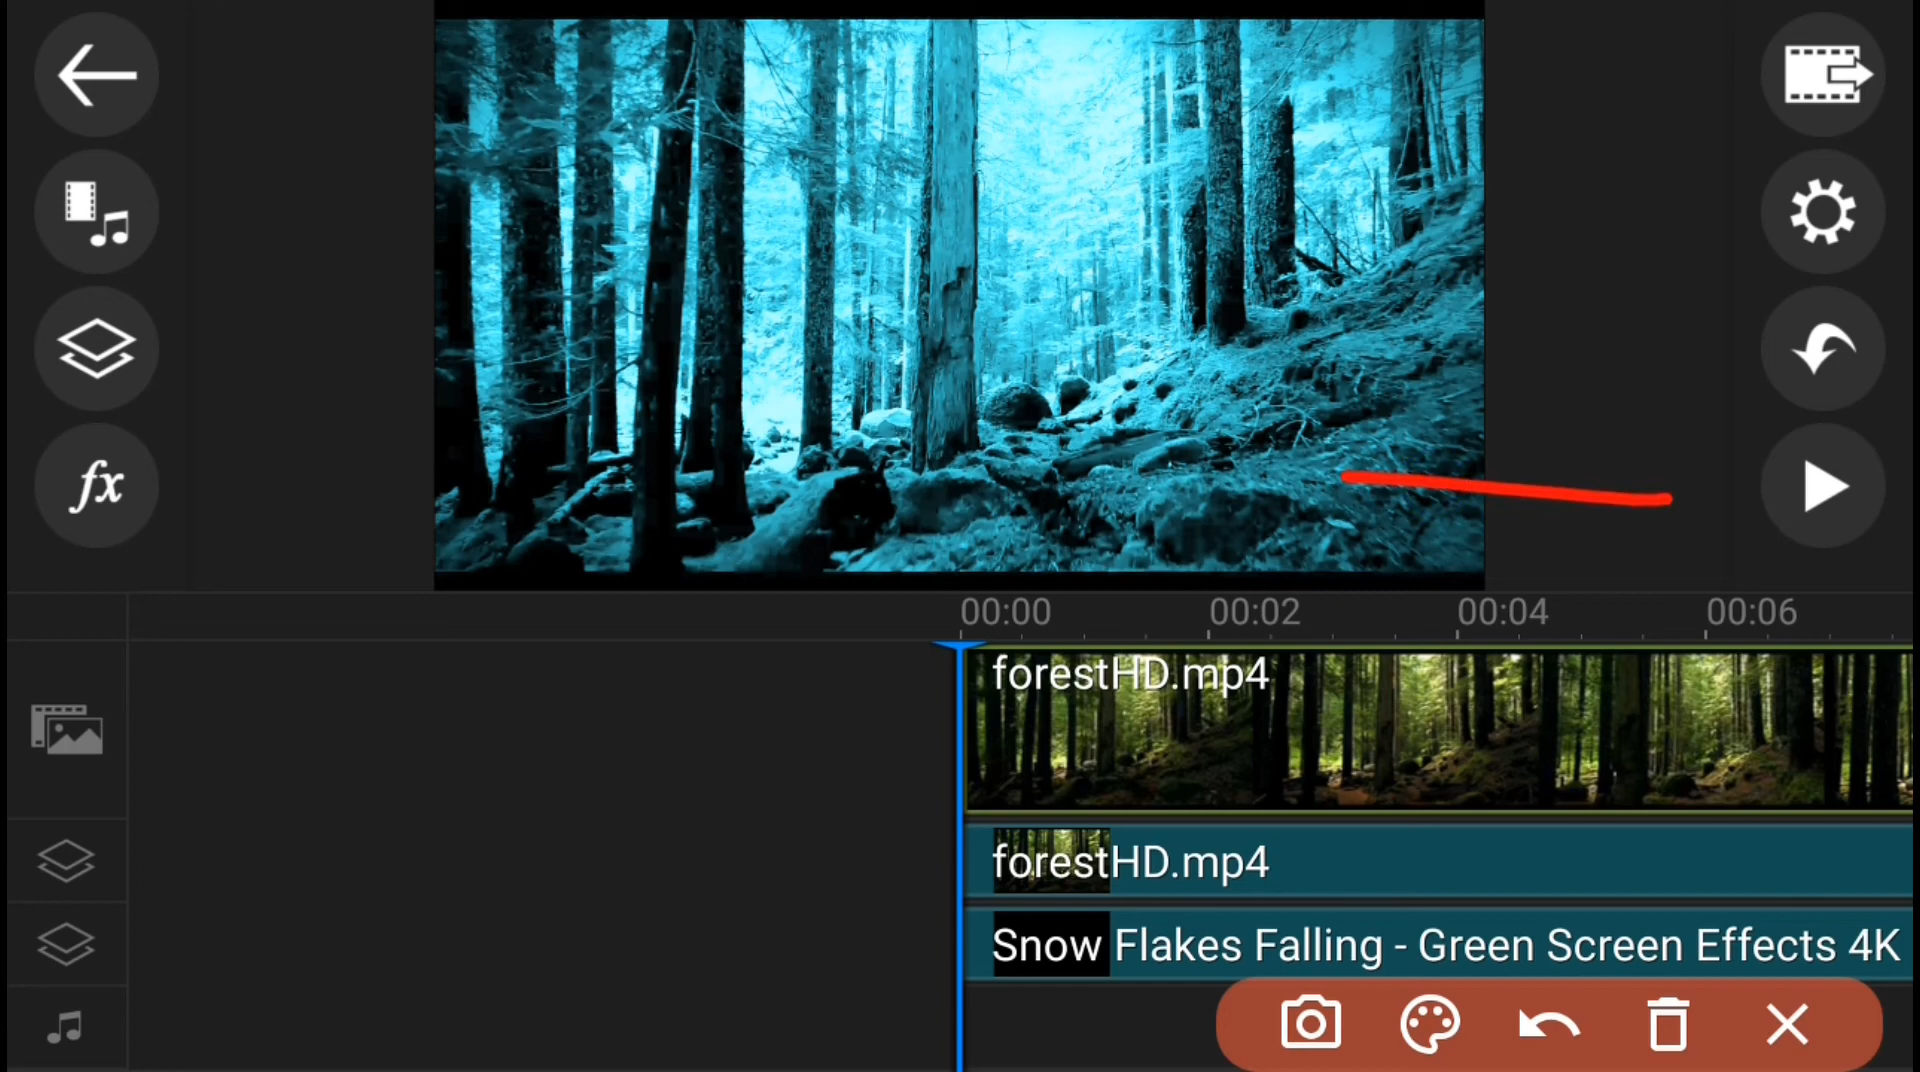 fx
00:00 00:02 00:04 00:06
forestHD.mp4
forestHD.mp4
Snow Flakes Falling - Green Screen Effects 4K